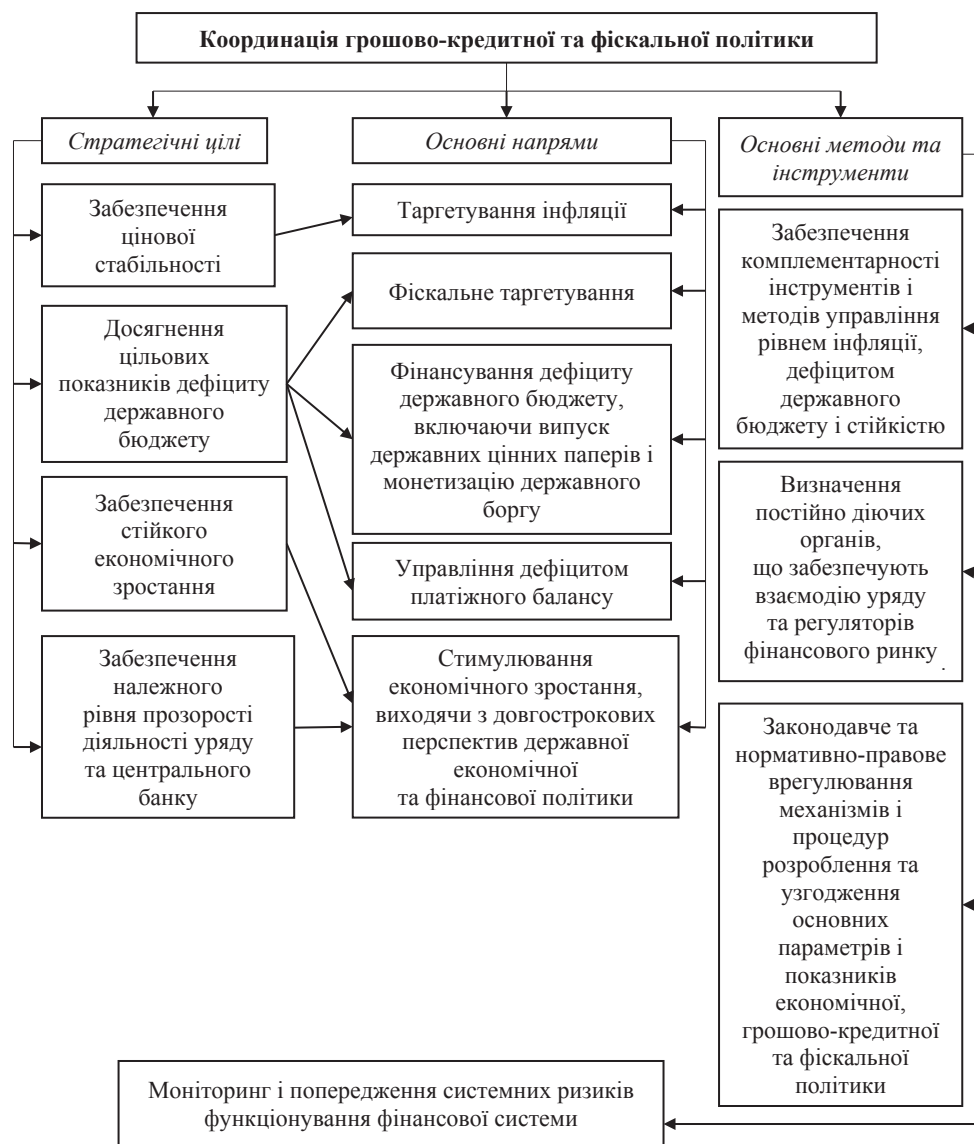 Координація грошово-кредитної та фіскальної політики
Стратегічні цілі
Забезпечення
цінової
стабільності
Досягнення
цільових
показників дефіциту
державного
бюджету
Забезпечення
стійкого
економічного
зростання
Забезпечення
належного
рівня прозорості
діяльності уряду
та центрального
банку
Основні напрями
Таргетування інфляції
Фіскальне таргетування
Фінансування дефіциту
державного бюджету,
включаючи випуск
державних цінних паперів і
монетизацію державного
боргу
Управління дефіцитом
платіжного балансу
Стимулювання
економічного зростання,
виходячи з довгострокових
перспектив державної
економічної
та фінансової політики
Основні методи та
інструменти
Забезпечення
комплементарності
інструментів і
методів управління
рівнем інфляції,
дефіцитом
державного
бюджету і стійкістю
Визначення
постійно діючих
органів,
що забезпечують
взаємодію уряду
та регуляторів
фінансового ринку
Законодавче та
нормативно-правове
врегулювання
механізмів і
процедур
розроблення та
узгодження
основних
параметрів і
показників
економічної,
грошово-кредитної
та фіскальної
політики
Моніторинг і попередження системних ризиків
функціонування фінансової системи